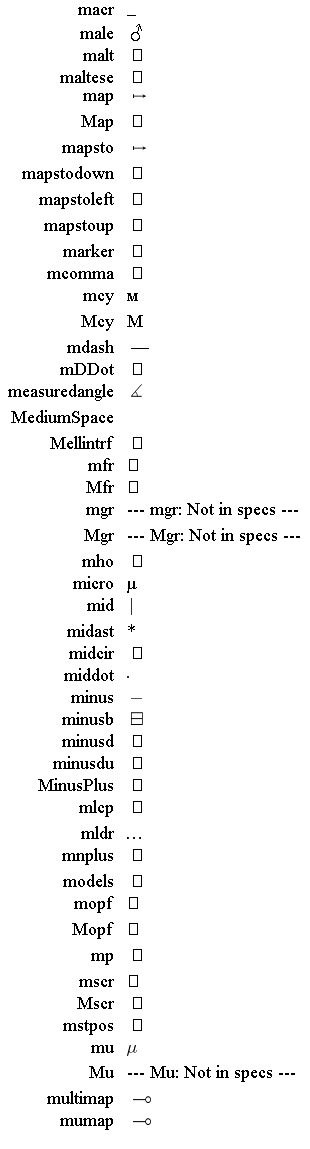 macr _
male ♂
malt □
maltese □
map ↦
Map □
mapsto ↦
mapstodown □
mapstoleft □
mapstoup □
marker □
mcomma □
mcy м
Mcy М
mdash —
mDDot □
measuredangle ∡
MediumSpace
Mellintrf □
mfr □
Mfr □
mgr --- mgr: Not in specs ---
Mgr --- Mgr: Not in specs ---
mho □
micro µ
mid |
midast *
midcir □
middot ·
minus −
minusb ⊟
minusd □
minusdu □
MinusPlus □
mlcp □
mldr …
mnplus □
models □
mopf □
Mopf □
mp □
mscr □
Mscr □
mstpos □
mu μ
Mu --- Mu: Not in specs ---
multimap ⊸
mumap ⊸